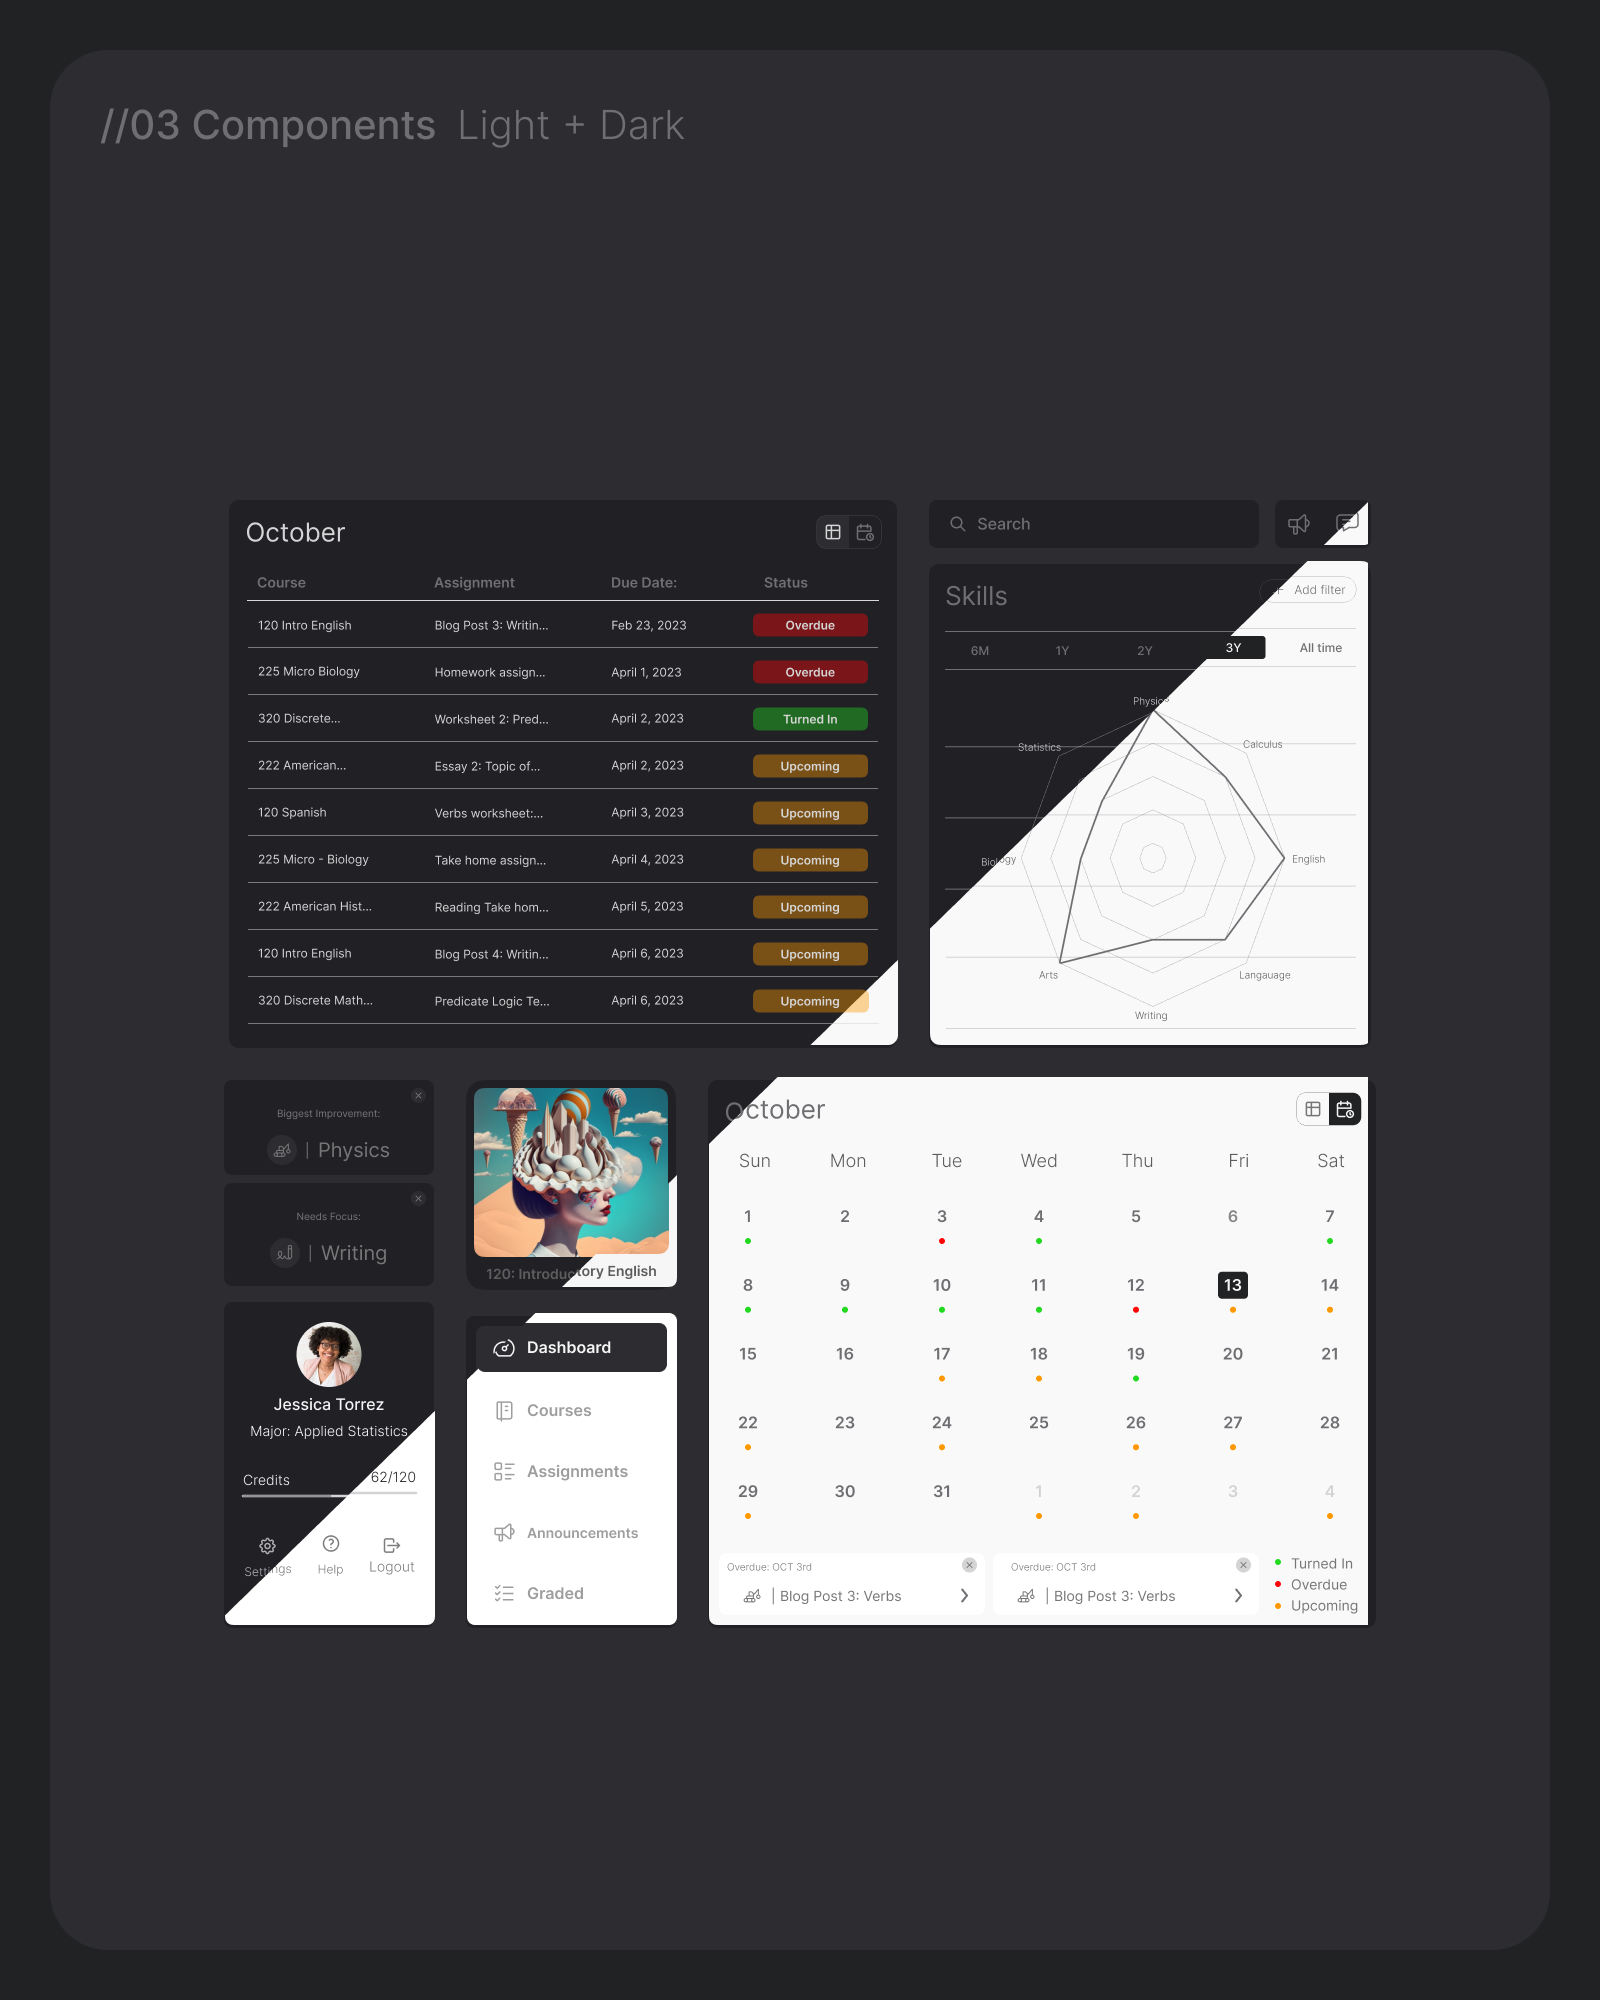 //03 Components Light + Dark
October
Course Assignment Due Date: Status
120 Intro English Blog Post 3: Writin... Feb 23, 2023 Overdue
225 Micro Biology Homework assign... April 1, 2023 Overdue
320 Discrete... Worksheet 2: Pred... April 2, 2023 Turned In
222 American... Essay 2: Topic of... April 2, 2023 Upcoming
120 Spanish Verbs worksheet:... April 3, 2023 Upcoming
225 Micro - Biology Take home assign... April 4, 2023 Upcoming
222 American Hist... Reading Take hom... April 5, 2023 Upcoming
120 Intro English Blog Post 4: Writin... April 6, 2023 Upcoming
320 Discrete Math... Predicate Logic Te... April 6, 2023 Upcoming
Search
Skills
+ Add filter
6M 1Y 2Y 3Y All time
Physics
Statistics Calculus
Biology English
Arts Langauage
Writing
Biggest Improvement:
| Physics
Needs Focus:
| Writing
Jessica Torrez
Major: Applied Statistics
Credits 62/120
Settings Help Logout
120: Introductory English
Dashboard
Courses
Assignments
Announcements
Graded
October
Sun Mon Tue Wed Thu Fri Sat
1 2 3 4 5 6 7
8 9 10 11 12 13 14
15 16 17 18 19 20 21
22 23 24 25 26 27 28
29 30 31 1 2 3 4
Overdue: OCT 3rd
| Blog Post 3: Verbs
Overdue: OCT 3rd
| Blog Post 3: Verbs
Turned In
Overdue
Upcoming